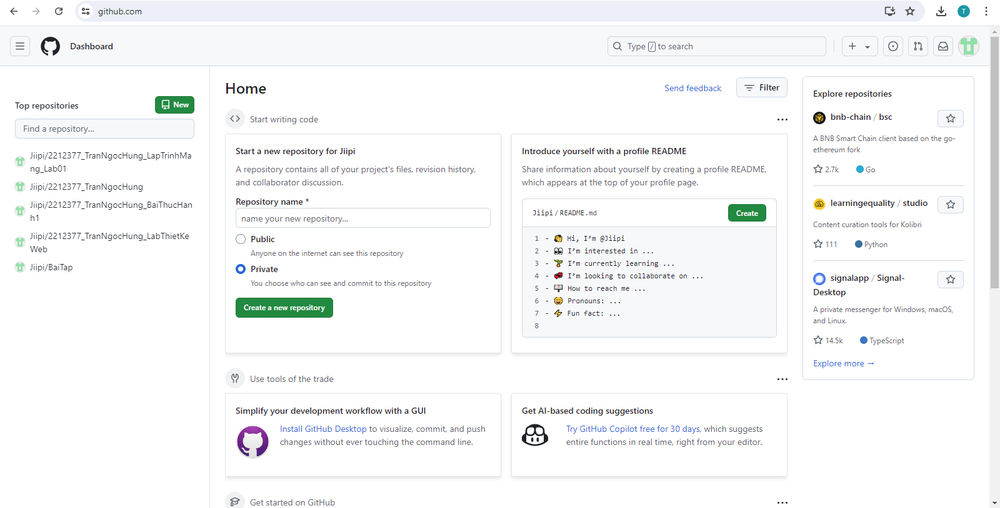 github.com
T
Dashboard
Type / to search
Top repositories
New
Find a repository...
Jiipi/2212377_TranNgocHung_LapTrinhMa
ng_Lab01
Jiipi/2212377_TranNgocHung
Jiipi/2212377_TranNgocHung_BaiThucHan
h1
Jiipi/2212377_TranNgocHung_LabThietKe
Web
Jiipi/BaiTap
Home
Send feedback
Filter
Start writing code
Start a new repository for Jiipi
A repository contains all of your project's files, revision history,
and collaborator discussion.
Repository name *
name your new repository...
Public
Anyone on the internet can see this repository
Private
You choose who can see and commit to this repository
Create a new repository
Introduce yourself with a profile README
Share information about yourself by creating a profile README,
which appears at the top of your profile page.
Jiipi / README.md
Create
1 - 👋 Hi, I’m @Jiipi
2 - 👀 I’m interested in ...
3 - 🌱 I’m currently learning ...
4 - 💞️ I’m looking to collaborate on ...
5 - 📫 How to reach me ...
6 - 😄 Pronouns: ...
7 - ⚡ Fun fact: ...
8
Use tools of the trade
Simplify your development workflow with a GUI
Install GitHub Desktop to visualize, commit, and push
changes without ever touching the command line.
Get AI-based coding suggestions
Try GitHub Copilot free for 30 days, which suggests
entire functions in real time, right from your editor.
Get started on GitHub
Explore repositories
bnb-chain / bsc
A BNB Smart Chain client based on the go-
ethereum fork
2.7k Go
learningequality / studio
Content curation tools for Kolibri
111 Python
signalapp / Signal-
Desktop
A private messenger for Windows, macOS,
and Linux.
14.5k TypeScript
Explore more →